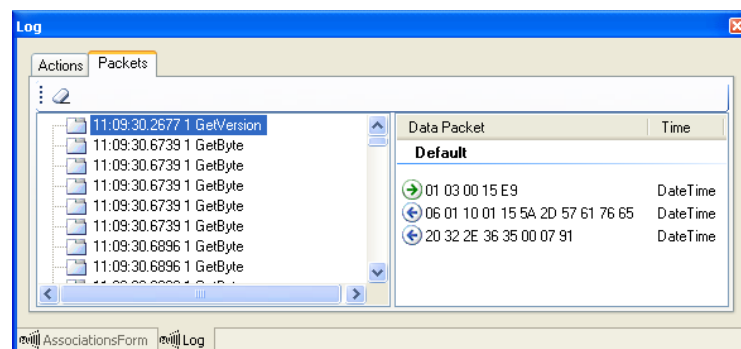 Log
Actions Packets
11:09:30.2677 1 GetVersion
11:09:30.6739 1 GetByte
11:09:30.6739 1 GetByte
11:09:30.6739 1 GetByte
11:09:30.6739 1 GetByte
11:09:30.6739 1 GetByte
11:09:30.6896 1 GetByte
11:09:30.6896 1 GetByte
Data Packet Time
Default
01 03 00 15 E9 DateTime
06 01 10 01 15 5A 2D 57 61 76 65 DateTime
20 32 2E 36 35 00 07 91 DateTime
AssociationsForm Log